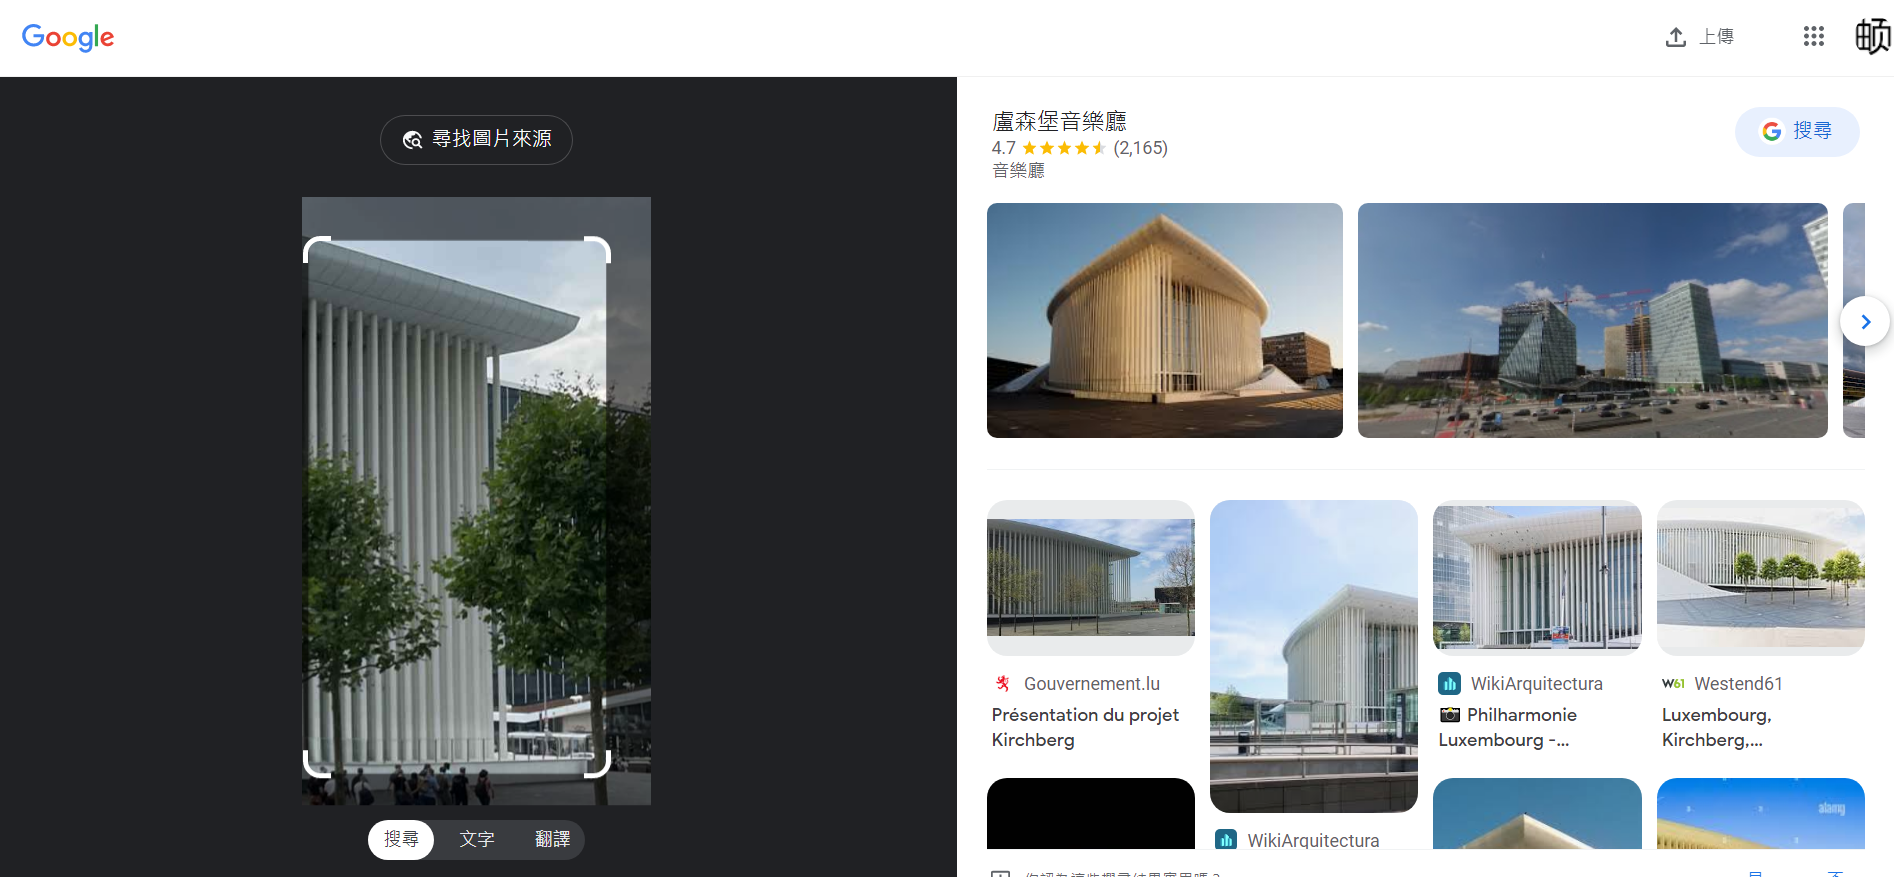 Google
上傳
尋找圖片來源
搜尋
文字
翻譯
盧森堡音樂廳
4.7 (2,165)
音樂廳
搜尋
Gouvernement.lu
Présentation du projet
Kirchberg
WikiArquitectura
WikiArquitectura
Philharmonie
Luxembourg -...
W61 Westend61
Luxembourg,
Kirchberg,...
alamy